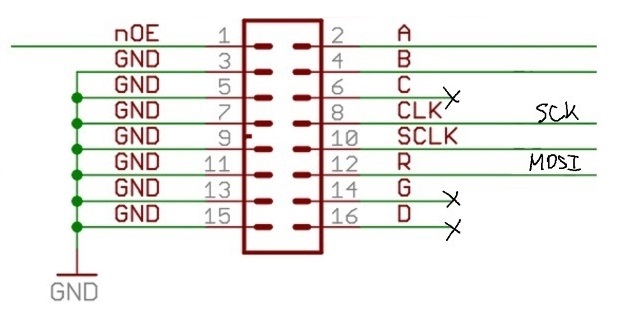 nOE 1 2 A
GND 3 4 B
GND 5 6 C X
GND 7 8 CLK SCK
GND 9 10 SCLK
GND 11 12 R MOSI
GND 13 14 G X
GND 15 16 D X
GND